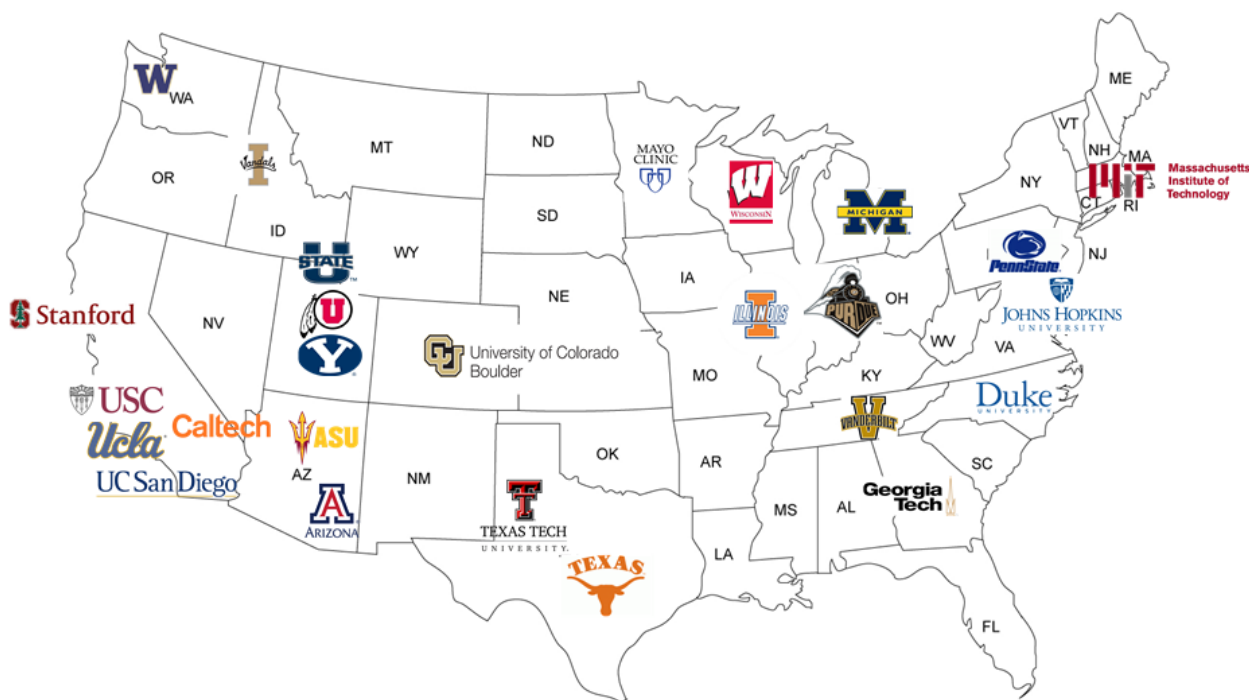 W
WA
ME
VT
ND
MT
MAYO
CLINIC
NH
MA
I
Vandals
OR
W
WISCONSIN
NY
MIT
Massachusetts
Institute of
Technology
CT
RI
SD
M
MICHIGAN
ID
WY
U
STATE
PENNSTATE
NJ
IA
NE
JOHNS HOPKINS
UNIVERSITY
Stanford
NV
U
I
ILLINOIS
PURDUE
OH
Y
CU
University of Colorado
Boulder
WV
VA
MO
KY
USC
UCLA
Caltech
ASU
Duke
UNIVERSITY
V
VANDERBILT
UC San Diego
AZ
NM
OK
AR
SC
A
ARIZONA
T
TEXAS TECH
UNIVERSITY
MS
AL
Georgia
Tech
LA
TEXAS
FL